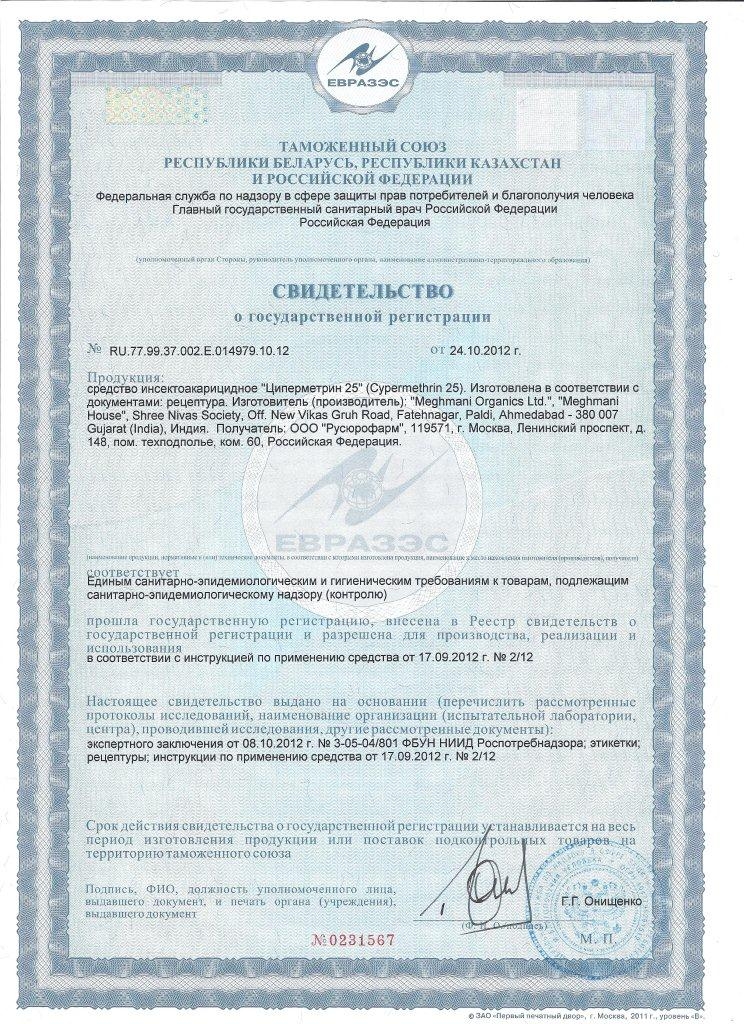 ЕВРАЗЭС
ТАМОЖЕННЫЙ СОЮЗ
РЕСПУБЛИКИ БЕЛАРУСЬ, РЕСПУБЛИКИ КАЗАХСТАН
И РОССИЙСКОЙ ФЕДЕРАЦИИ
Федеральная служба по надзору в сфере защиты прав потребителей и благополучия человека
Главный государственный санитарный врач Российской Федерации
Российская Федерация
(уполномоченный орган Стороны, руководитель уполномоченного органа, наименование административно-территориального образования)
СВИДЕТЕЛЬСТВО
о государственной регистрации
№ RU.77.99.37.002.Е.014979.10.12 от 24.10.2012 г.
Продукция:
средство инсектоакарицидное "Циперметрин 25" (Cypermethrin 25). Изготовлена в соответствии с
документами: рецептура. Изготовитель (производитель): "Meghmani Organics Ltd.", "Meghmani
House", Shree Nivas Society, Off. New Vikas Gruh Road, Fatehnagar, Paldi, Ahmedabad - 380 007
Gujarat (India), Индия. Получатель: ООО "Русюрофарм", 119571, г. Москва, Ленинский проспект, д.
148, пом. техподполье, ком. 60, Российская Федерация.
ЕВРАЗЭС
(наименование продукции, нормативные и (или) технические документы, в соответствии с которыми изготовлена продукция, наименование и место нахождения изготовителя (производителя), получателя)
соответствует
Единым санитарно-эпидемиологическим и гигиеническим требованиям к товарам, подлежащим
санитарно-эпидемиологическому надзору (контролю)
прошла государственную регистрацию, внесена в Реестр свидетельств о
государственной регистрации и разрешена для производства, реализации и
использования
в соответствии с инструкцией по применению средства от 17.09.2012 г. № 2/12
Настоящее свидетельство выдано на основании (перечислить рассмотренные
протоколы исследований, наименование организации (испытательной лаборатории,
центра), проводившей исследования, другие рассмотренные документы):
экспертного заключения от 08.10.2012 г. № 3-05-04/801 ФБУН НИИД Роспотребнадзора; этикетки;
рецептуры; инструкции по применению средства от 17.09.2012 г. № 2/12
Срок действия свидетельства о государственной регистрации устанавливается на весь
период изготовления продукции или поставок подконтрольных товаров на
территорию таможенного союза
Подпись, ФИО, должность уполномоченного лица,
выдавшего документ, и печать органа (учреждения),
выдавшего документ
Г.Г. Онищенко
(Ф. И. О./подпись)
М. П.
№0231567
© ЗАО «Первый печатный двор», г. Москва, 2011 г., уровень «В».